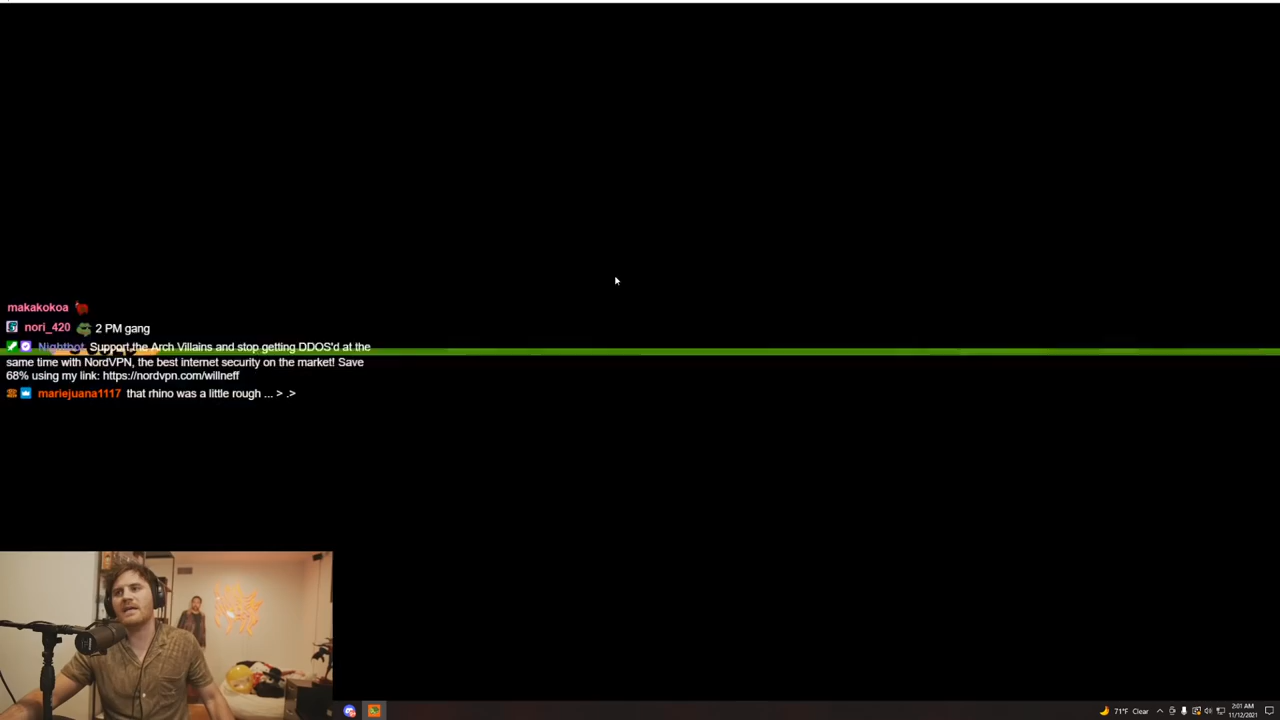 makakokoa
nori_420 2 PM gang
Nightbot Support the Arch Villains and stop getting DDOS'd at the
same time with NordVPN, the best internet security on the market! Save
68% using my link: https://nordvpn.com/willneff
mariejuana1117 that rhino was a little rough ... > .>
71°F Clear
2:01 AM
11/12/2021